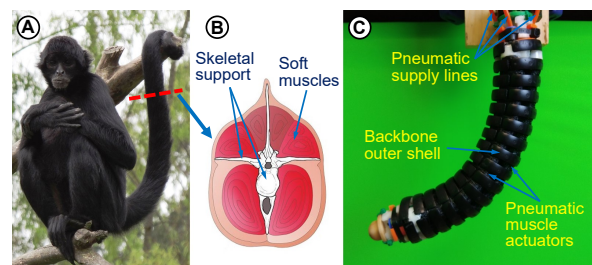 A
B
C
Skeletal
support
Soft
muscles
Pneumatic
supply lines
Backbone
outer shell
Pneumatic
muscle
actuators